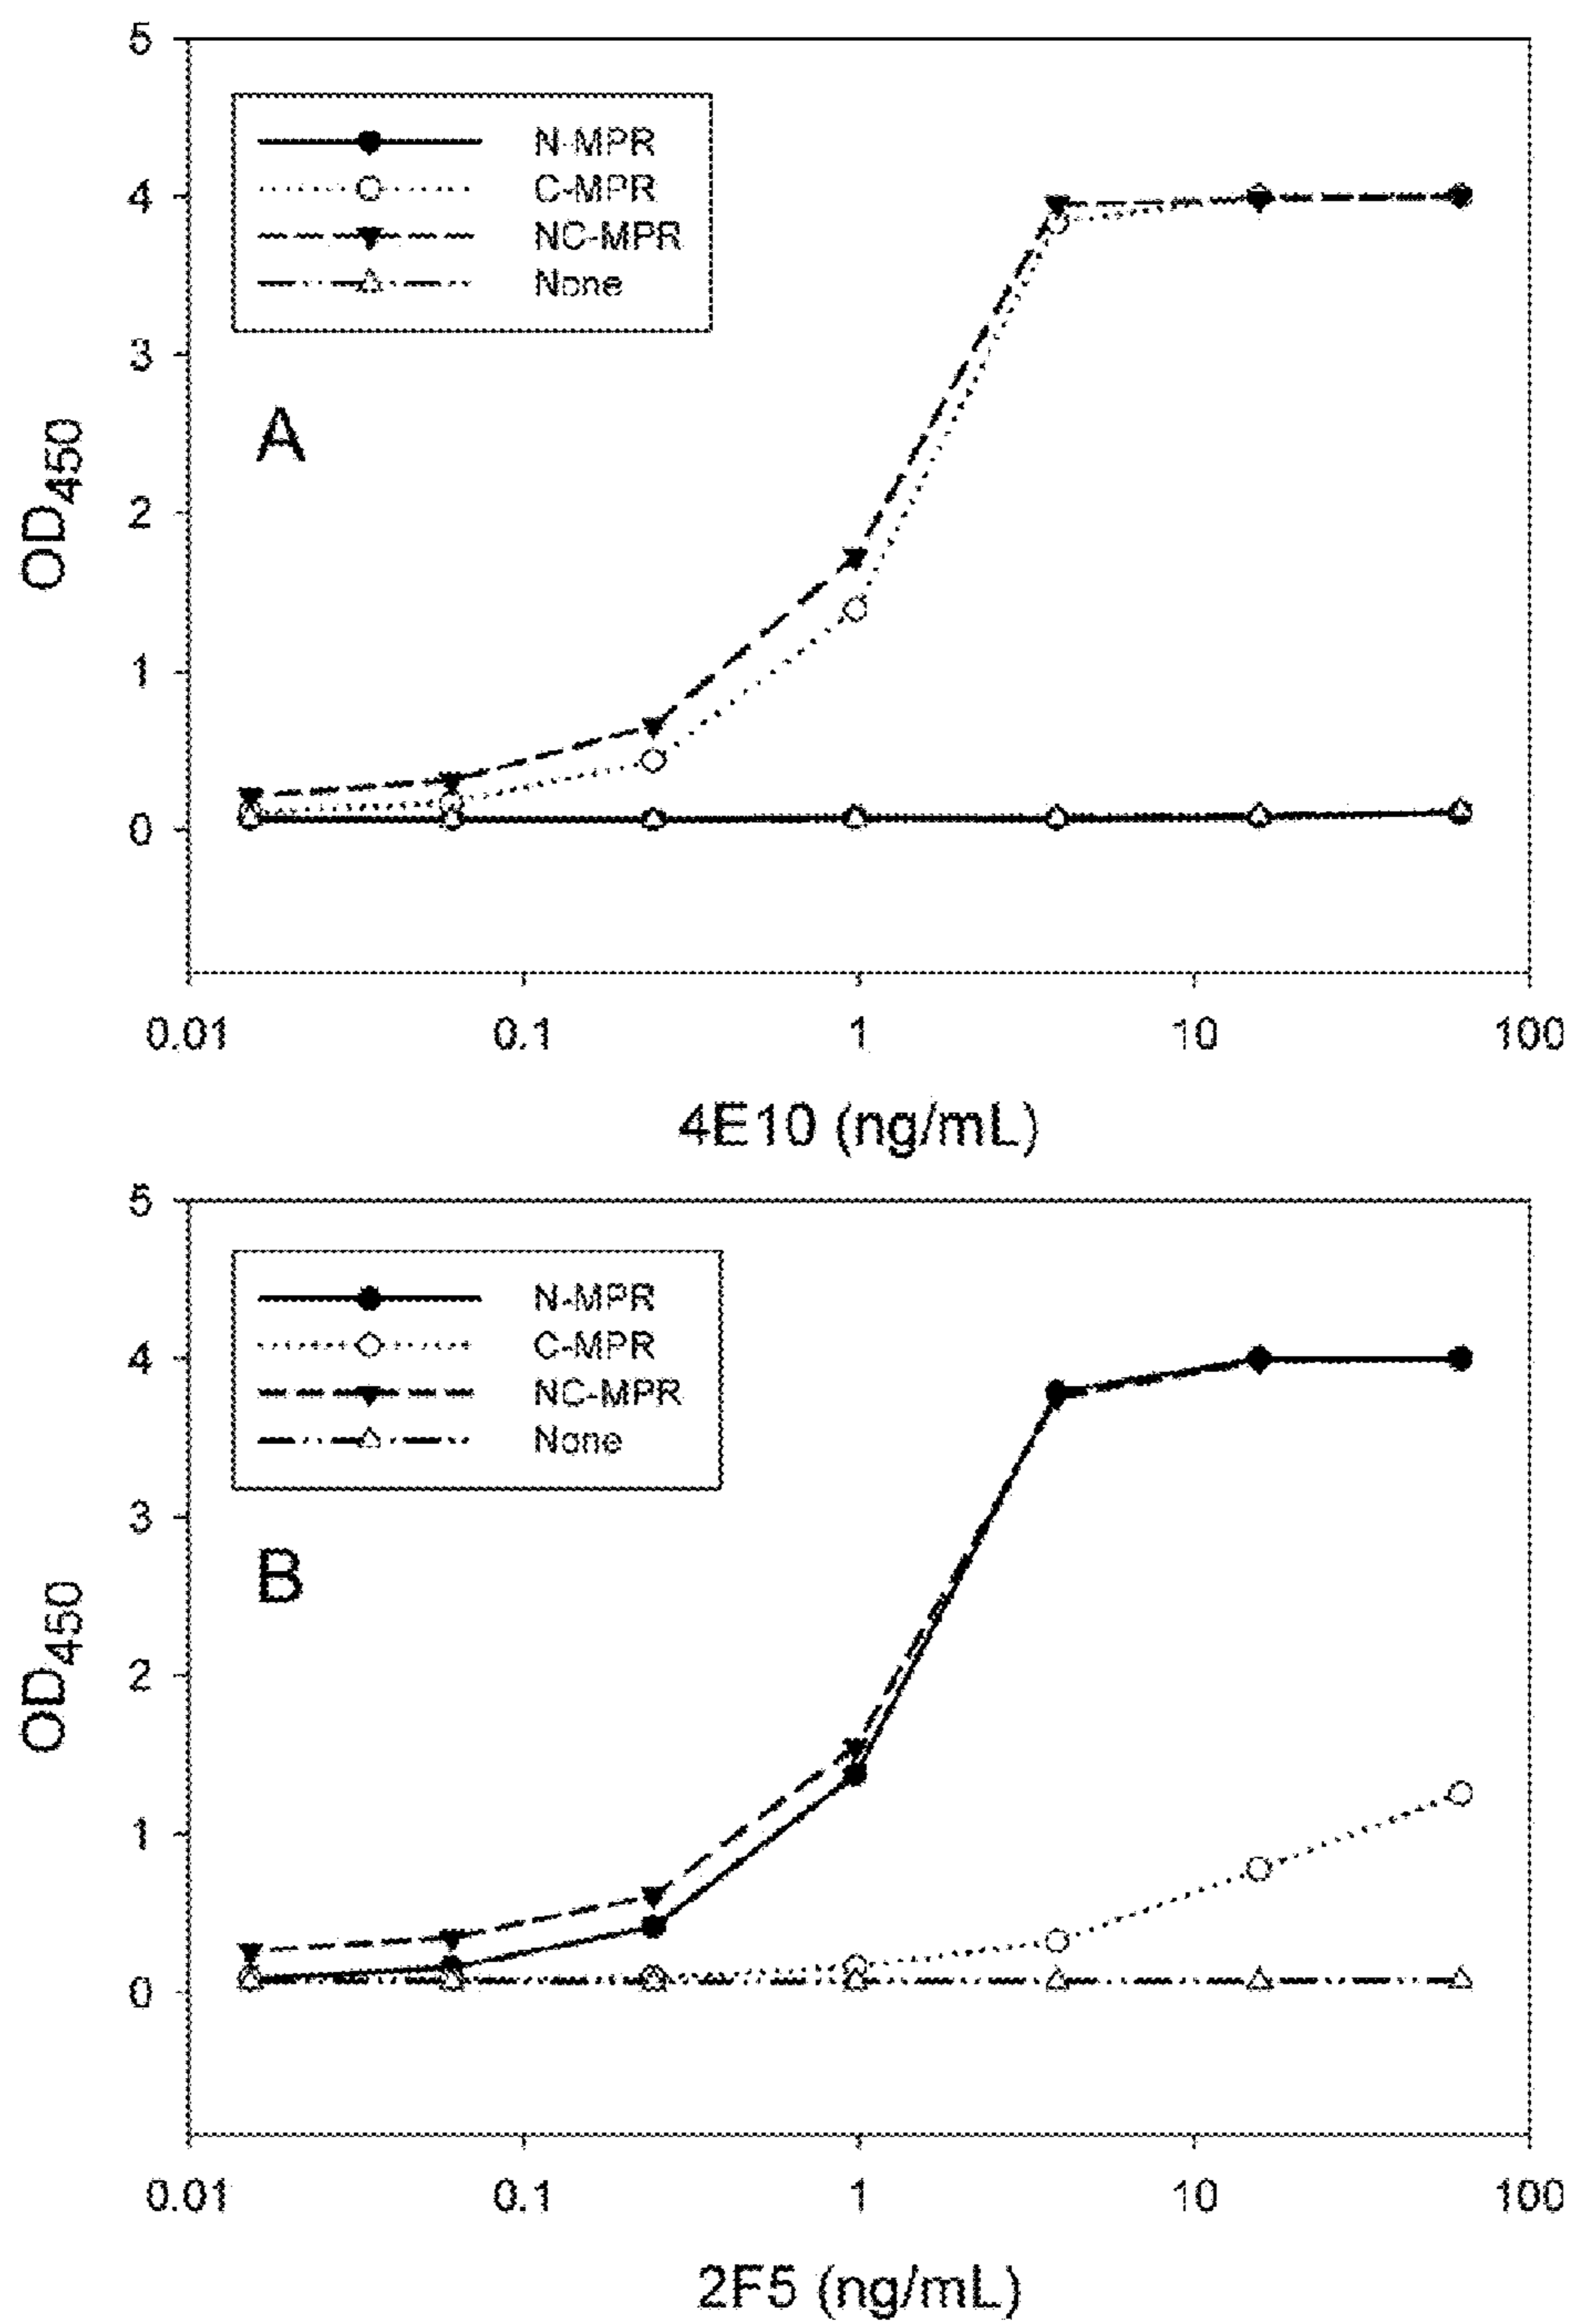 5
4
3
2
1
0
OD450
N-MPR
C-MPR
NC-MPR
None
A
0.01 0.1 1 10 100
4E10 (ng/mL)
5
4
3
2
1
0
OD450
N-MPR
C-MPR
NC-MPR
None
B
0.01 0.1 1 10 100
2F5 (ng/mL)